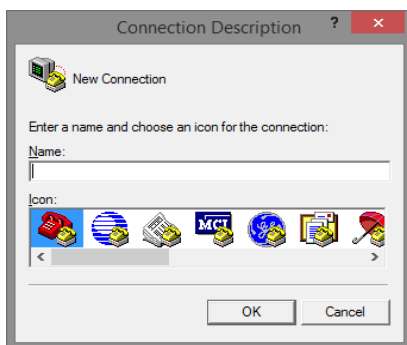 Connection Description
?
New Connection
Enter a name and choose an icon for the connection:
Name:
Icon:
MCI
OK
Cancel